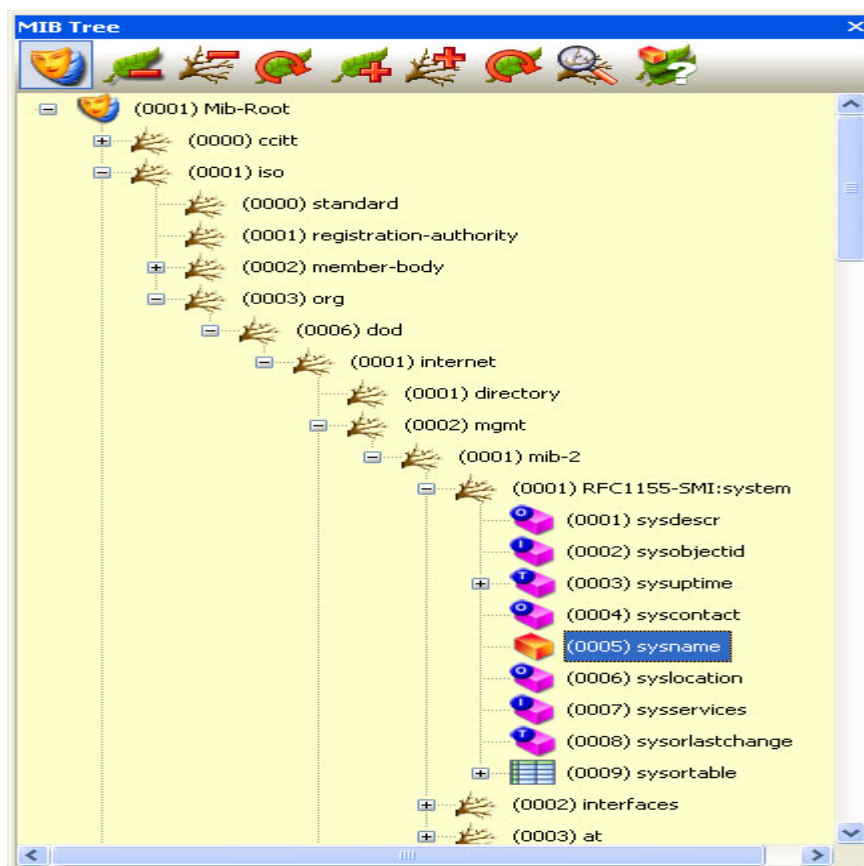 MIB Tree
(0001) Mib-Root
(0000) ccitt
(0001) iso
(0000) standard
(0001) registration-authority
(0002) member-body
(0003) org
(0006) dod
(0001) internet
(0001) directory
(0002) mgmt
(0001) mib-2
(0001) RFC1155-SMI:system
O (0001) sysdescr
I (0002) sysobjectid
T (0003) sysuptime
O (0004) syscontact
(0005) sysname
O (0006) syslocation
I (0007) sysservices
T (0008) sysorlastchange
(0009) sysortable
(0002) interfaces
(0003) at